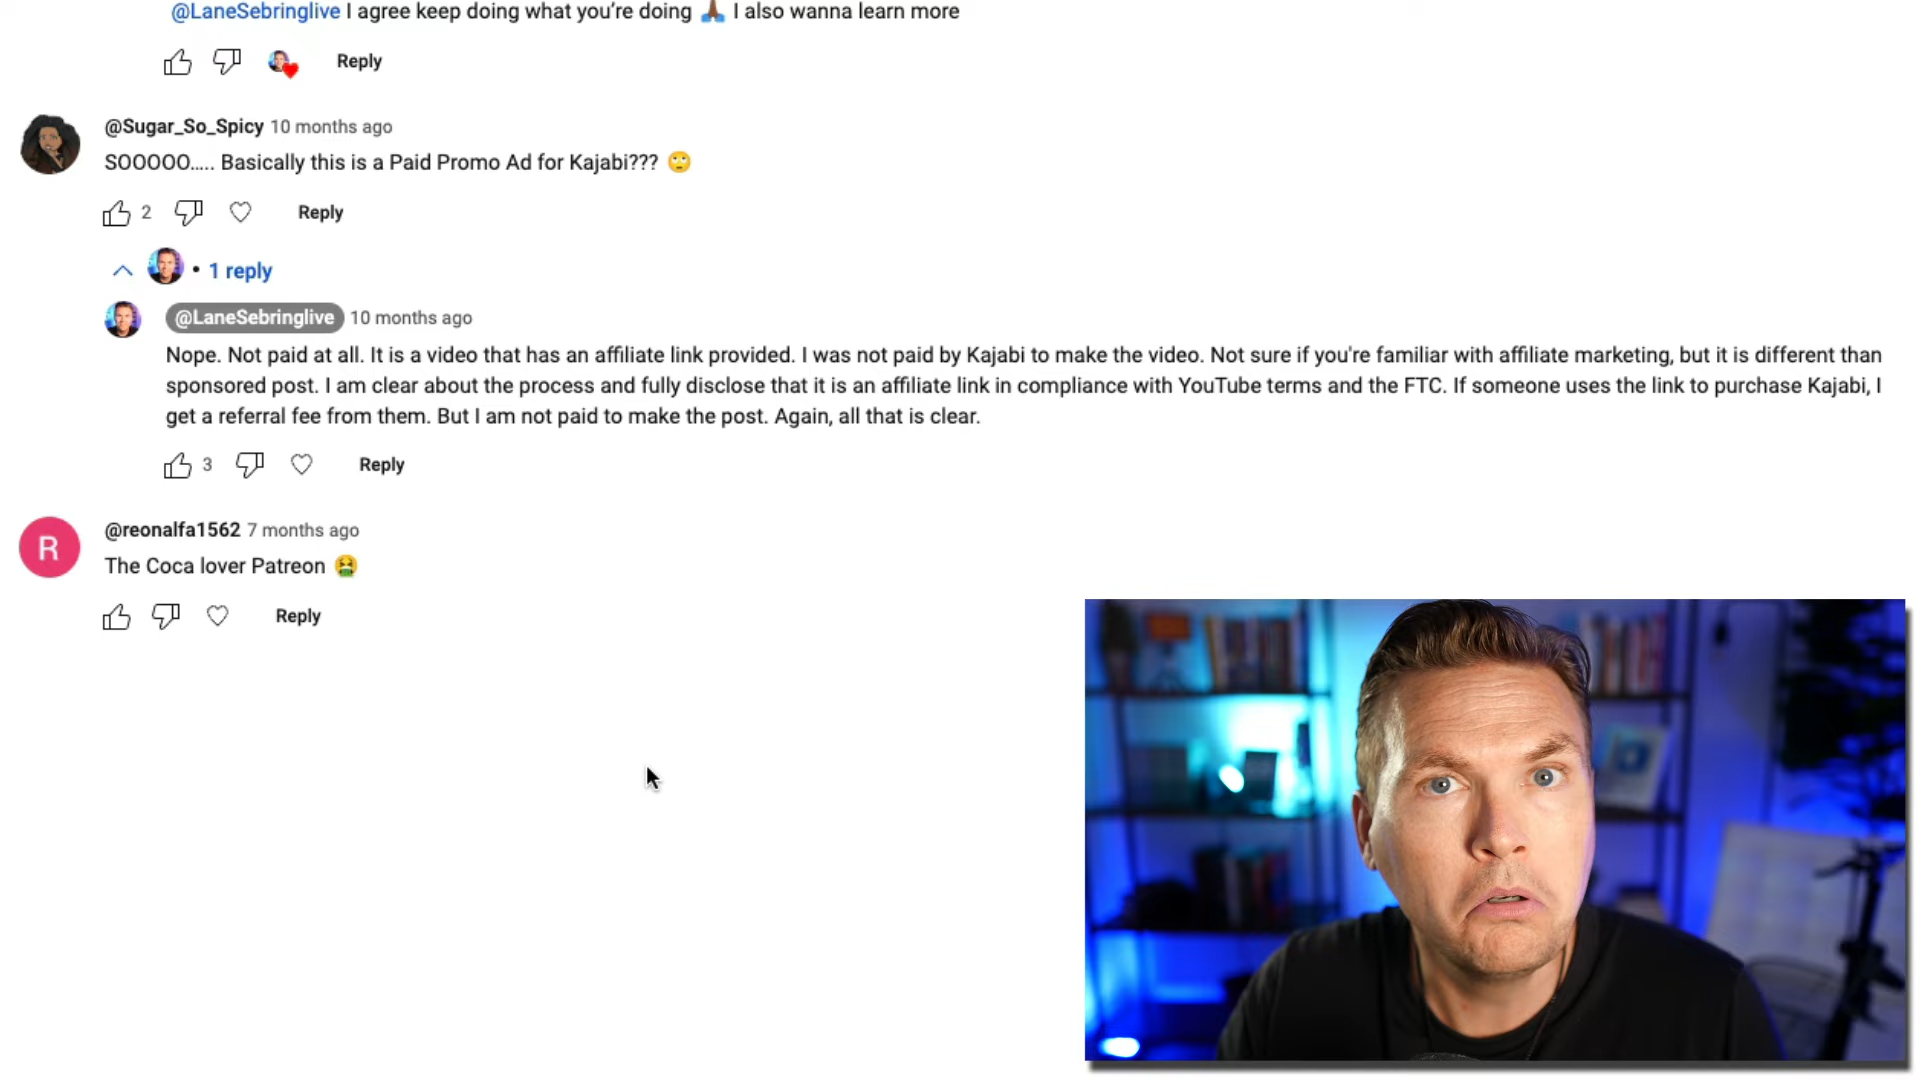 @LaneSebringlive I agree keep doing what you're doing 🙏🏾 I also wanna learn more
Reply
@Sugar_So_Spicy 10 months ago
SOOOOO..... Basically this is a Paid Promo Ad for Kajabi??? 🙄
2 Reply
• 1 reply
@LaneSebringlive 10 months ago
Nope. Not paid at all. It is a video that has an affiliate link provided. I was not paid by Kajabi to make the video. Not sure if you're familiar with affiliate marketing, but it is different than
sponsored post. I am clear about the process and fully disclose that it is an affiliate link in compliance with YouTube terms and the FTC. If someone uses the link to purchase Kajabi, I
get a referral fee from them. But I am not paid to make the post. Again, all that is clear.
3 Reply
R
@reonalfa1562 7 months ago
The Coca lover Patreon 🤮
Reply